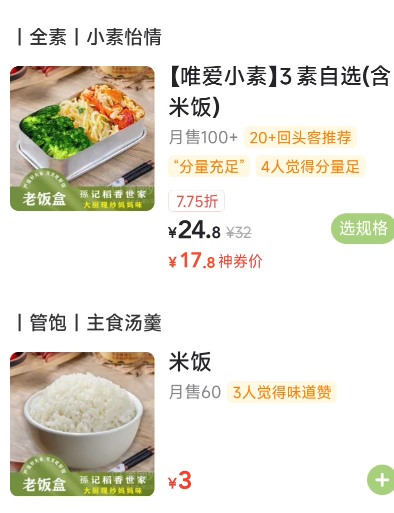 丨全素丨小素怡情
【唯爱小素】3素自选(含
米饭)
月售100+ 20+回头客推荐
“分量充足” 4人觉得分量足
7.75折
¥24.8 ¥32
选规格
¥17.8 神券价
老饭盒
孫记稻香世家
大厨现炒妈妈味
丨管饱丨主食汤羹
米饭
月售60 3人觉得味道赞
¥3
老饭盒
孫记稻香世家
大厨现炒妈妈味